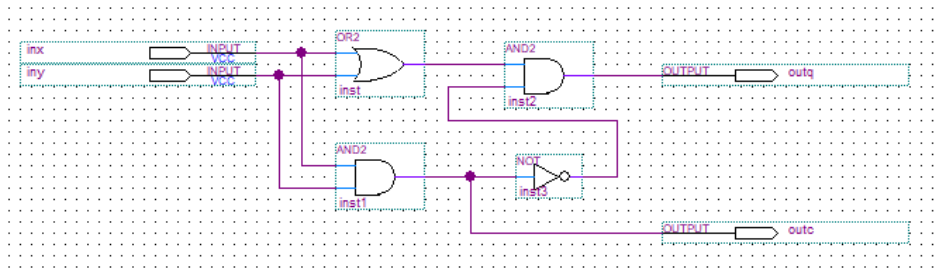 OR2
inx INPUT
VCC
AND2
iny INPUT
VCC
OUTPUT outq
inst
inst2
AND2
NOT
inst3
inst1
OUTPUT outc